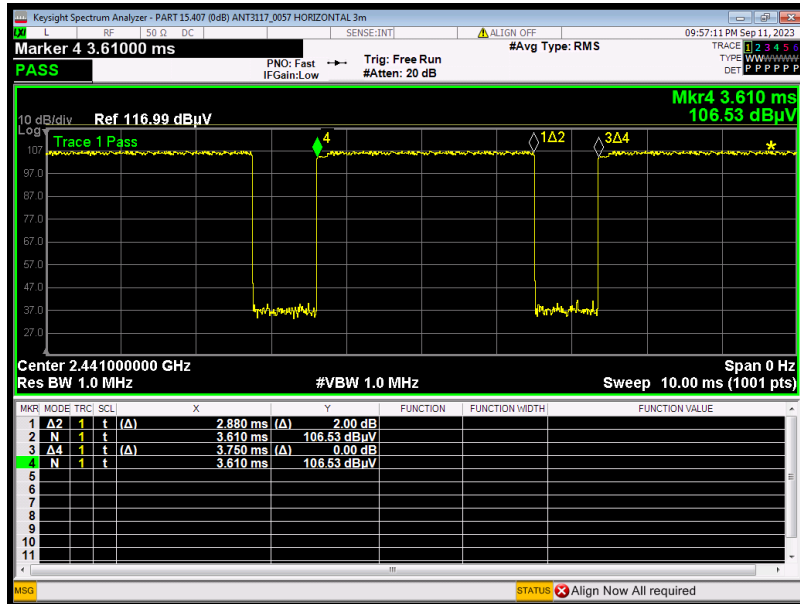 Keysight Spectrum Analyzer - PART 15.407 (0dB) ANT3117_0057 HORIZONTAL 3m
LXI L RF 50 Ω DC SENSE:INT ALIGN OFF 09:57:11 PM Sep 11, 2023
Marker 4 3.61000 ms
PASS
PNO: Fast
IFGain:Low
Trig: Free Run
#Atten: 20 dB
#Avg Type: RMS
TRACE 1 2 3 4 5 6
TYPE WWWWWW
DET P P P P P P
Mkr4 3.610 ms
106.53 dBµV
10 dB/div Ref 116.99 dBµV
Log
Trace 1 Pass
4
1Δ2
3Δ4
107
97.0
87.0
77.0
67.0
57.0
47.0
37.0
27.0
Center 2.441000000 GHz Span 0 Hz
Res BW 1.0 MHz #VBW 1.0 MHz Sweep 10.00 ms (1001 pts)
MKR MODE TRC SCL X Y FUNCTION FUNCTION WIDTH FUNCTION VALUE
1 Δ2 1 t (Δ) 2.880 ms (Δ) 2.00 dB
2 N 1 t 3.610 ms 106.53 dBµV
3 Δ4 1 t (Δ) 3.750 ms (Δ) 0.00 dB
4 N 1 t 3.610 ms 106.53 dBµV
5
6
7
8
9
10
11
MSG STATUS Align Now All required